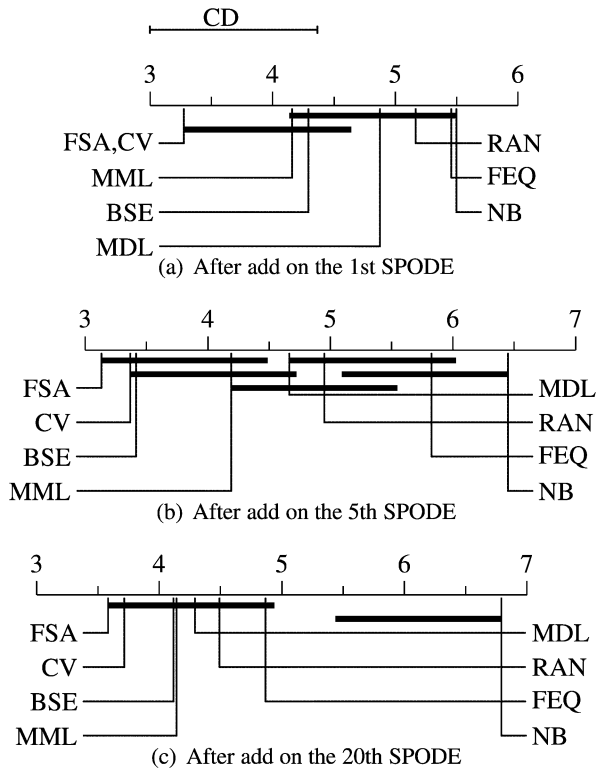 CD
3 4 5 6
FSA,CV RAN
MML FEQ
BSE NB
MDL
(a) After add on the 1st SPODE
3 4 5 6 7
FSA MDL
CV RAN
BSE FEQ
MML NB
(b) After add on the 5th SPODE
3 4 5 6 7
FSA MDL
CV RAN
BSE FEQ
MML NB
(c) After add on the 20th SPODE